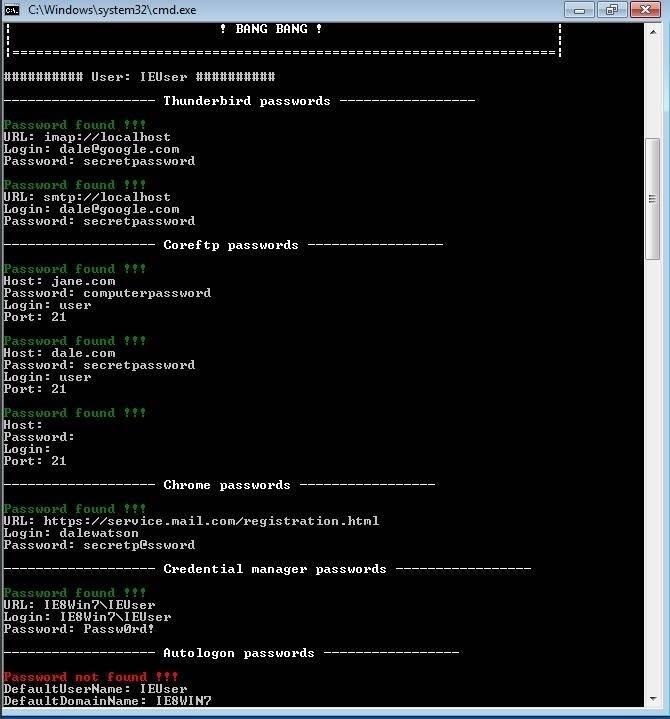 C:\Windows\system32\cmd.exe
! BANG BANG !
|====================================================================|
########## User: IEUser ##########
------------------- Thunderbird passwords -----------------
Password found !!!
URL: imap://localhost
Login: dale@google.com
Password: secretpassword
Password found !!!
URL: smtp://localhost
Login: dale@google.com
Password: secretpassword
------------------- Coreftp passwords -----------------
Password found !!!
Host: jane.com
Password: computerpassword
Login: user
Port: 21
Password found !!!
Host: dale.com
Password: secretpassword
Login: user
Port: 21
Password found !!!
Host:
Password:
Login:
Port: 21
------------------- Chrome passwords -----------------
Password found !!!
URL: https://service.mail.com/registration.html
Login: dalewatson
Password: secretp@ssword
------------------- Credential manager passwords -----------------
Password found !!!
URL: IE8Win7\IEUser
Login: IE8Win7\IEUser
Password: Passw0rd!
------------------- Autologon passwords -----------------
Password not found !!!
DefaultUserName: IEUser
DefaultDomainName: IE8WIN7